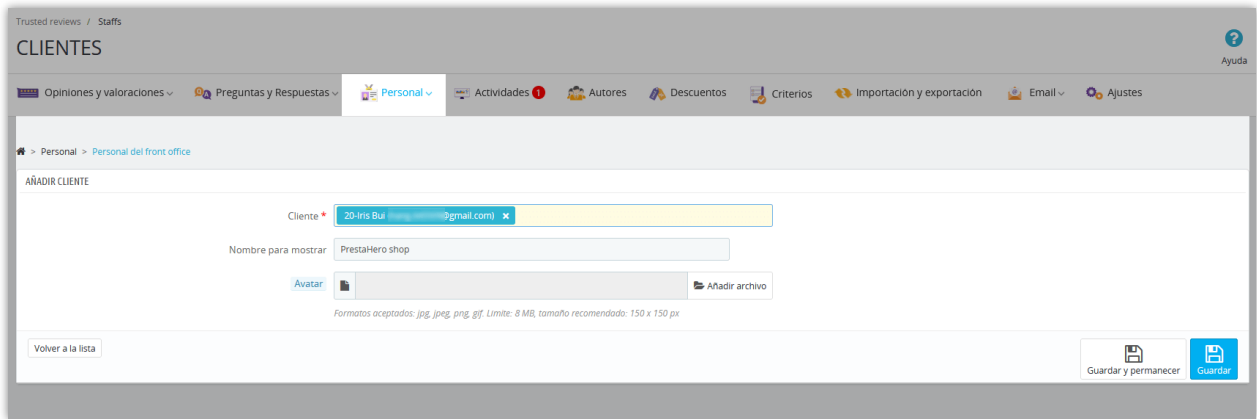 Trusted reviews / Staffs
CLIENTES
Ayuda
Opiniones y valoraciones
Preguntas y Respuestas
Personal
Actividades 1
Autores
Descuentos
Criterios
Importación y exportación
Email
Ajustes
> Personal > Personal del front office
AÑADIR CLIENTE
Cliente *
20-Iris Bui @gmail.com) ×
Nombre para mostrar
PrestaHero shop
Avatar
Añadir archivo
Formatos aceptados: jpg, jpeg, png, gif. Limite: 8 MB, tamaño recomendado: 150 x 150 px
Volver a la lista
Guardar y permanecer
Guardar